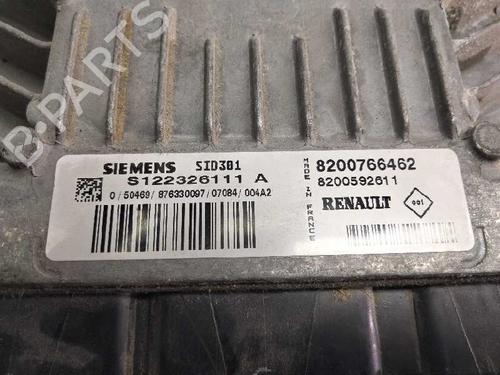 B-PARTS
SIEMENS SID301
S122326111 A
0/50469/876330097/07084/004A2
MADE IN FRANCE
8200766462
8200592611
RENAULT
001